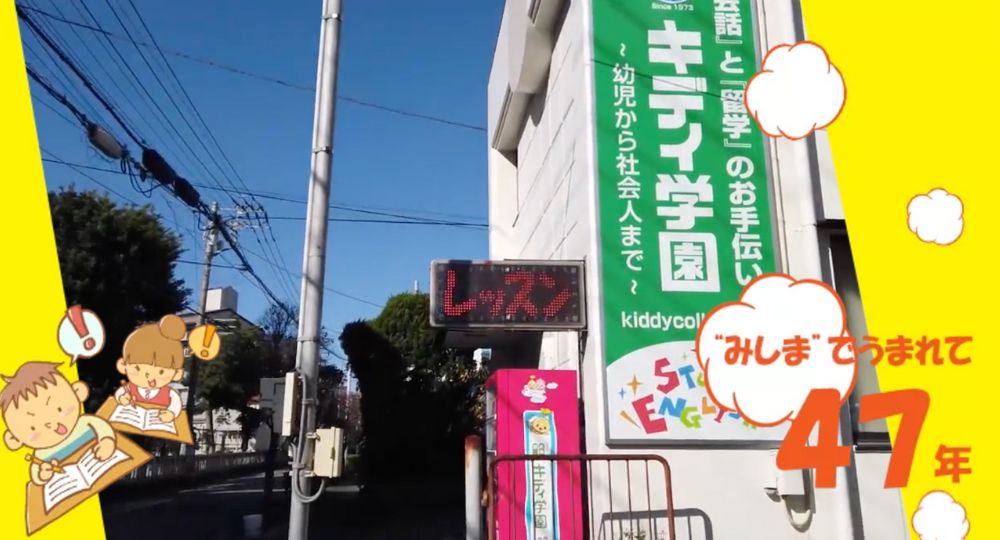 Since 1973
会話』と『留学』のお手伝い
キディ学園
~幼児から社会人まで~
kiddycoll
レッスン
キディ学園
"みしま"でうまれて
47年